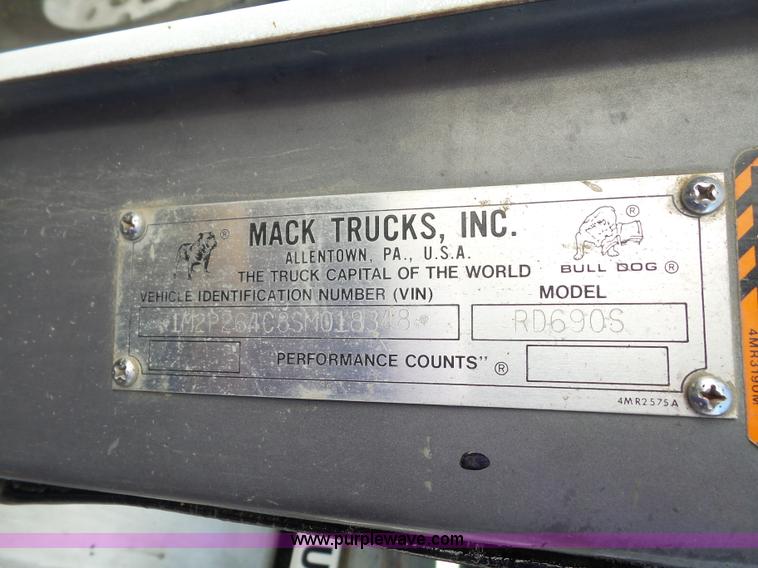 MACK TRUCKS, INC.
ALLENTOWN, PA., U.S.A.
THE TRUCK CAPITAL OF THE WORLD
BULL DOG ®
VEHICLE IDENTIFICATION NUMBER (VIN)
MODEL
1M2P264C8SM018348
RD690S
PERFORMANCE COUNTS" ®
4MR2575A
4MR3190M
www.purplewave.com